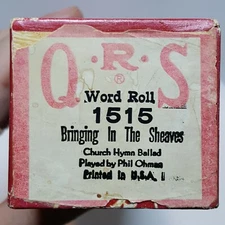 Q·R·S
®
Word Roll
1515
Bringing In The Sheaves
Church Hymn Ballad
Played by Phil Ohman
Printed in U.S.A.